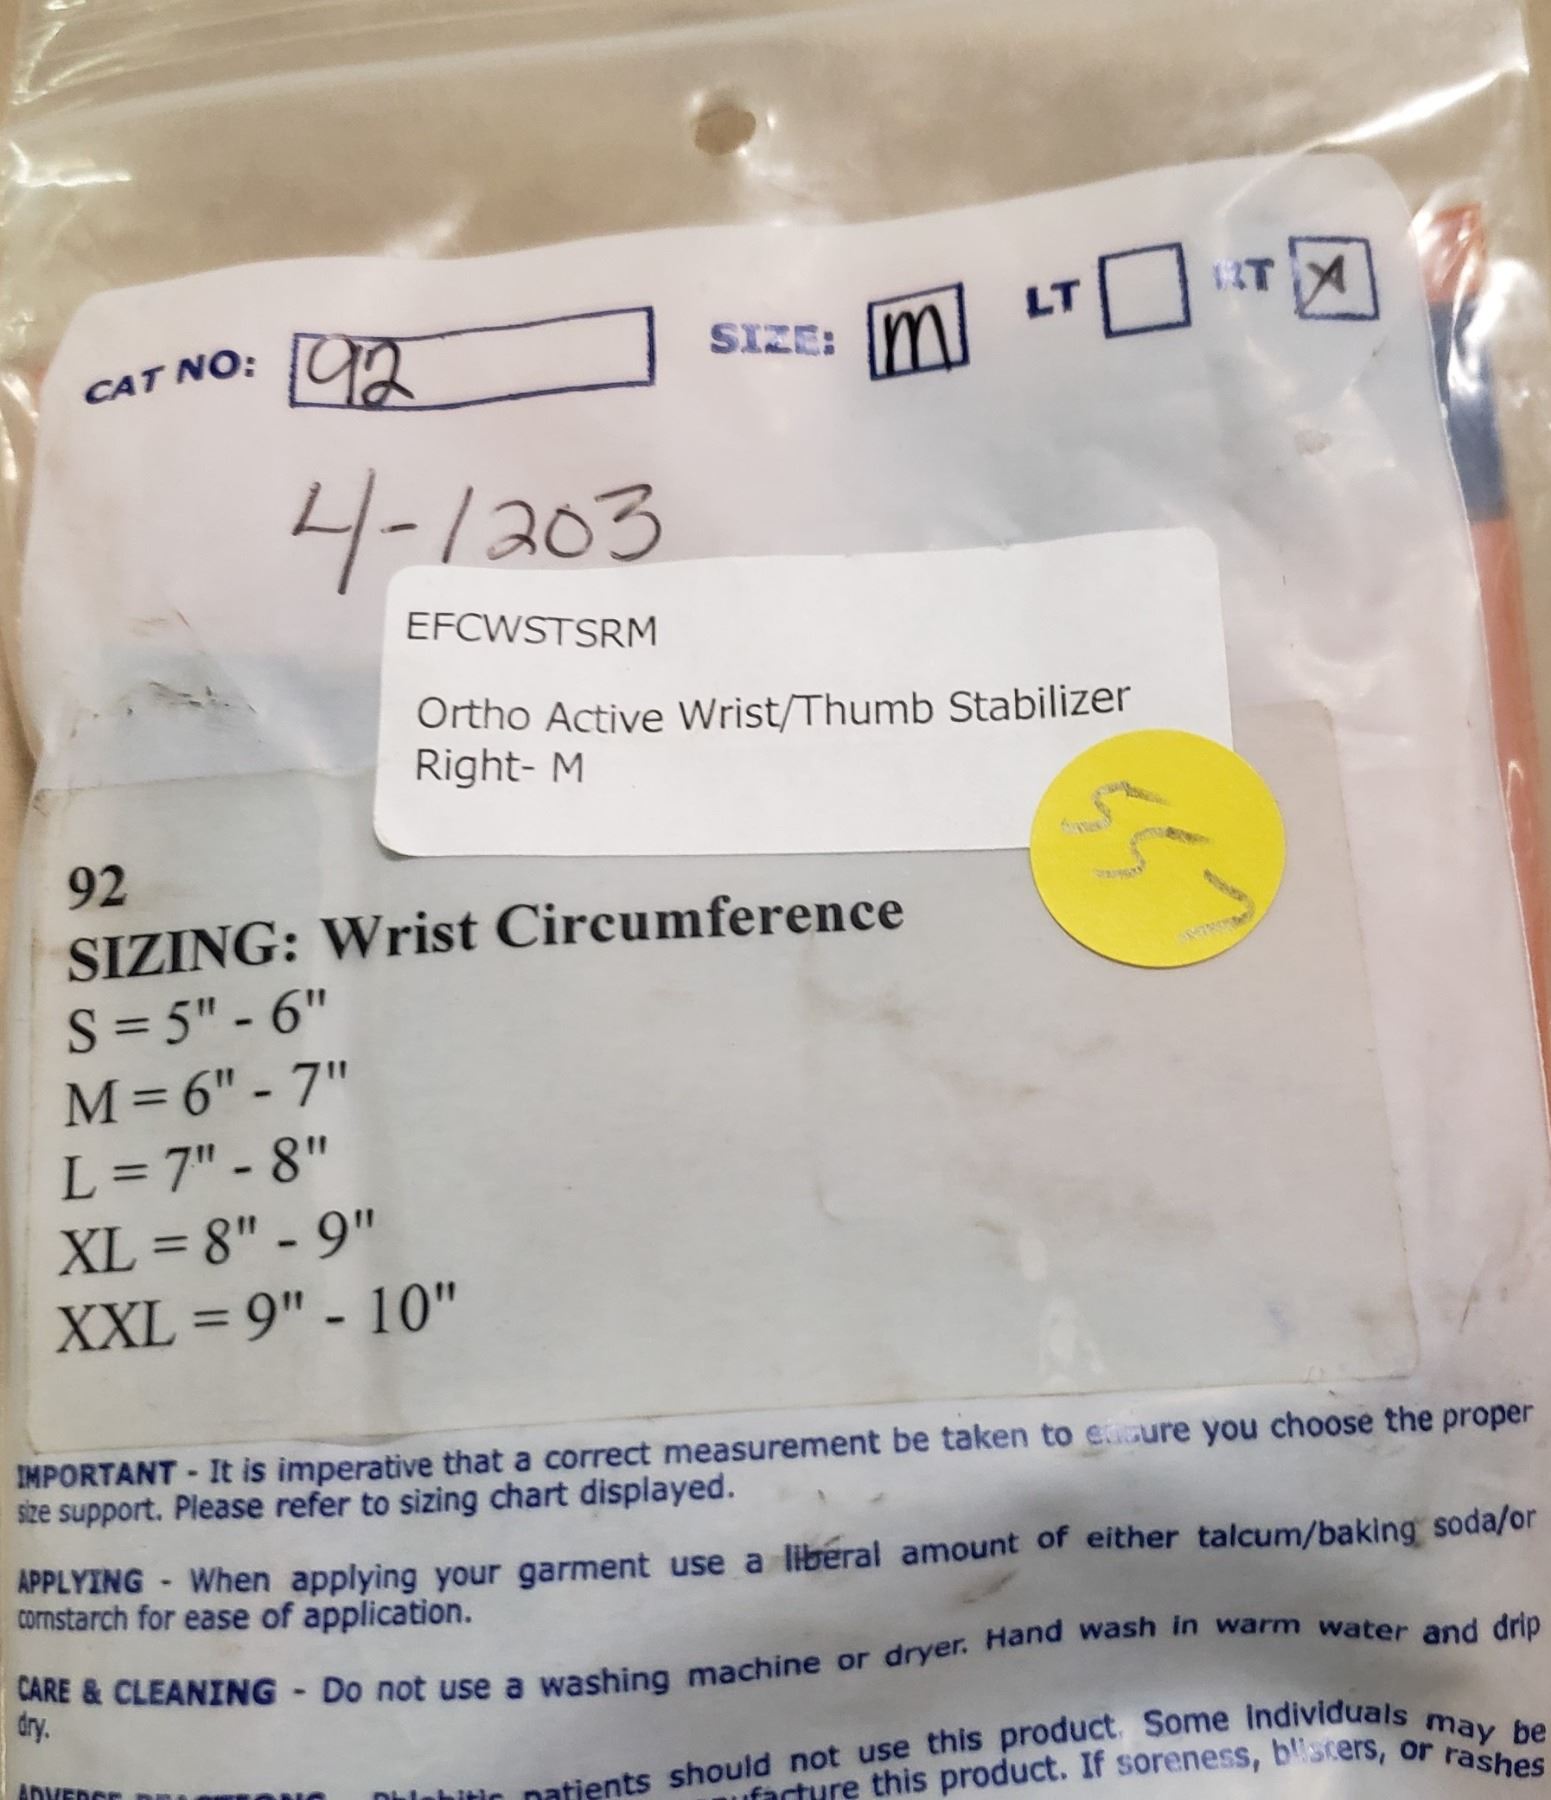 CAT NO: 92 SIZE: M LT RT X
4-1203
EFCWSTSRM
Ortho Active Wrist/Thumb Stabilizer
Right- M
557
92
SIZING: Wrist Circumference
S = 5" - 6"
M = 6" - 7"
L = 7" - 8"
XL = 8" - 9"
XXL = 9" - 10"
IMPORTANT - It is imperative that a correct measurement be taken to ensure you choose the proper
size support. Please refer to sizing chart displayed.
APPLYING - When applying your garment use a liberal amount of either talcum/baking soda/or
cornstarch for ease of application.
CARE & CLEANING - Do not use a washing machine or dryer. Hand wash in warm water and drip
dry.
patients should not use this product. Some individuals may be
this product. If soreness, blisters, or rashes